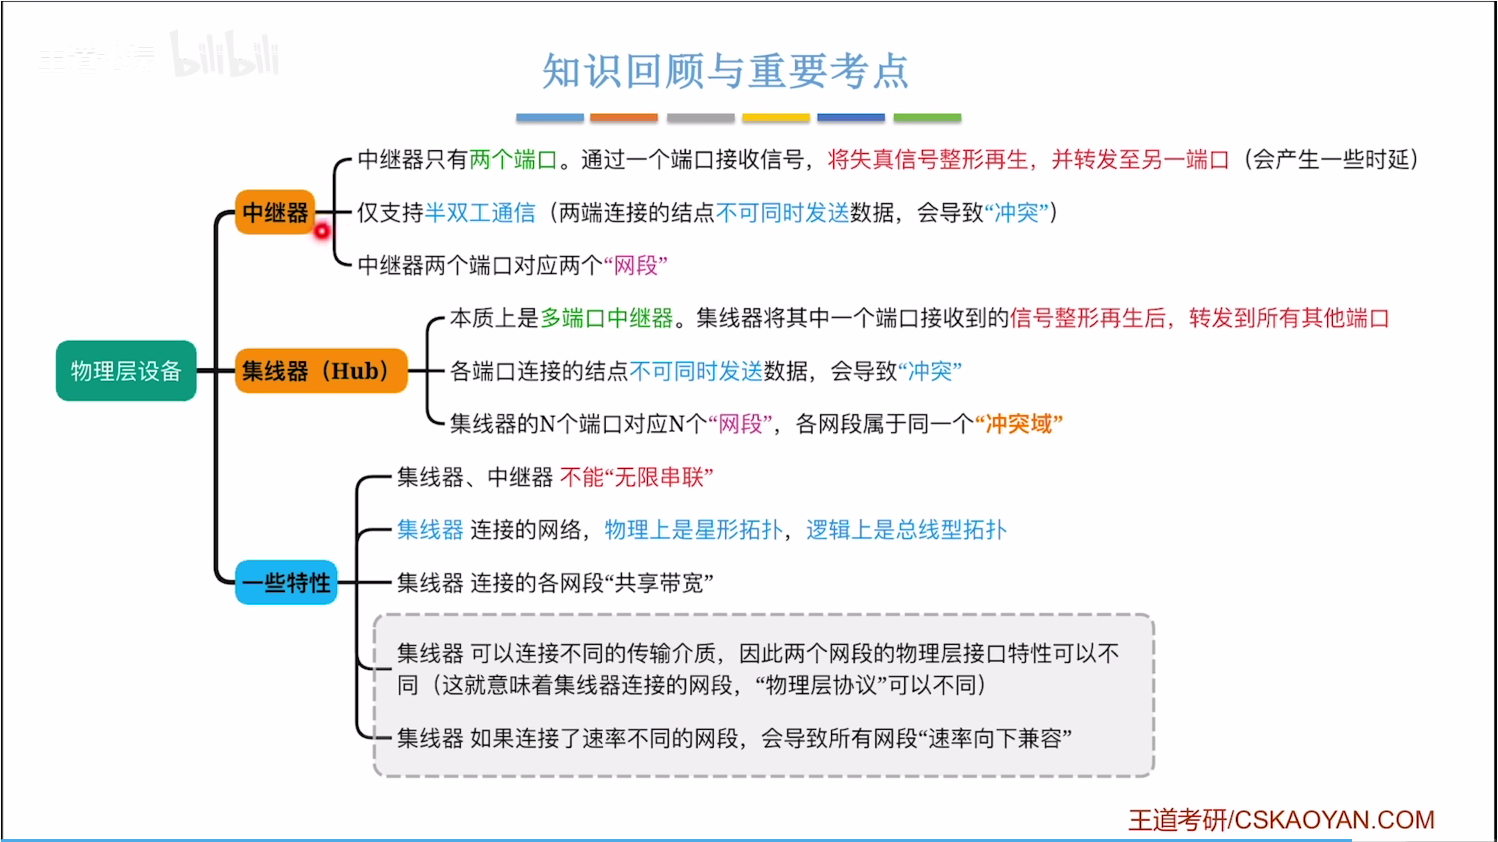 bilibili
知识回顾与重要考点
中继器只有两个端口。通过一个端口接收信号，将失真信号整形再生，并转发至另一端口（会产生一些时延）
中继器
仅支持半双工通信（两端连接的结点不可同时发送数据，会导致“冲突”）
中继器两个端口对应两个“网段”
本质上是多端口中继器。集线器将其中一个端口接收到的信号整形再生后，转发到所有其他端口
物理层设备
集线器（Hub）
各端口连接的结点不可同时发送数据，会导致“冲突”
集线器的N个端口对应N个“网段”，各网段属于同一个“冲突域”
集线器、中继器 不能“无限串联”
集线器 连接的网络，物理上是星形拓扑，逻辑上是总线型拓扑
一些特性
集线器 连接的各网段“共享带宽”
集线器 可以连接不同的传输介质，因此两个网段的物理层接口特性可以不
同（这就意味着集线器连接的网段，“物理层协议”可以不同）
集线器 如果连接了速率不同的网段，会导致所有网段“速率向下兼容”
王道考研/CSKAOYAN.COM